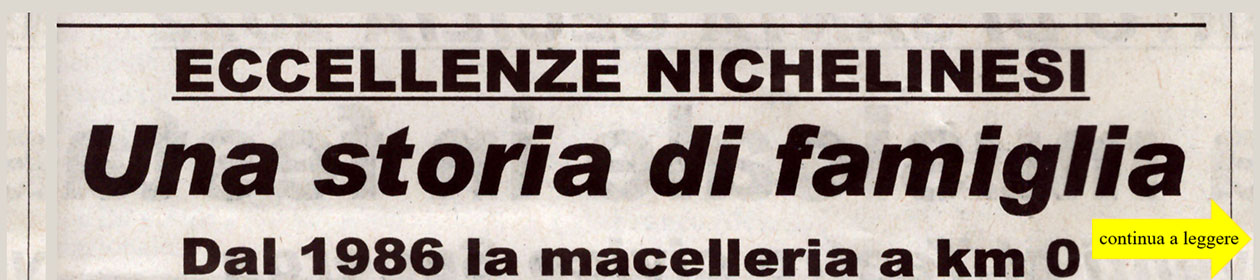 ECCELLENZE NICHELINESI
Una storia di famiglia
Dal 1986 la macelleria a km 0
continua a leggere